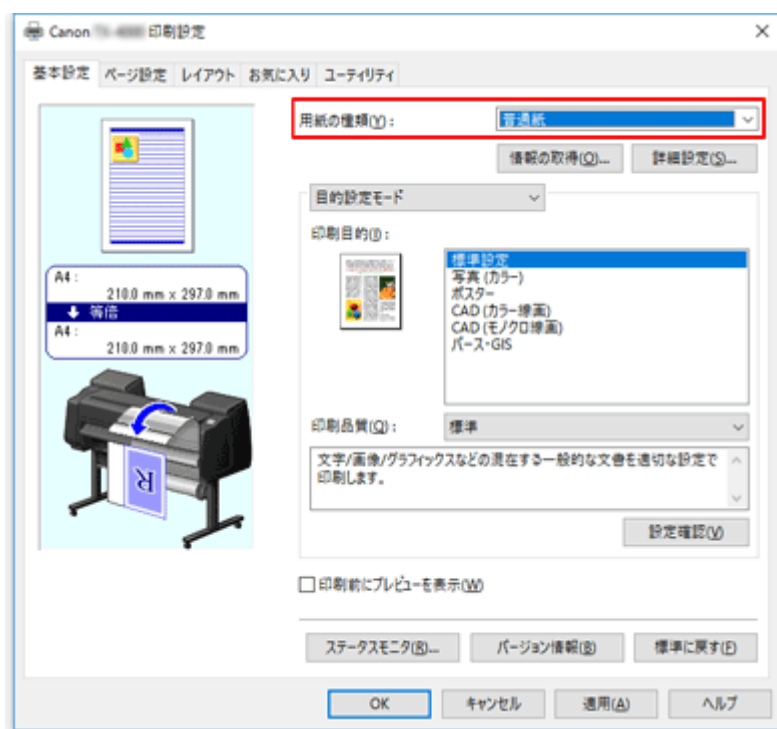 Canon 印刷設定
基本設定 ページ設定 レイアウト お気に入り ユーティリティ
用紙の種類(Y): 普通紙
情報の取得(O)... 詳細設定(S)...
目的設定モード
印刷目的(I):
標準設定
写真 (カラー)
ポスター
CAD (カラー線画)
CAD (モノクロ線画)
パース・GIS
A4 :
210.0 mm x 297.0 mm
等倍
A4 :
210.0 mm x 297.0 mm
R
印刷品質(Q): 標準
文字/画像/グラフィックスなどの混在する一般的な文書を適切な設定で
印刷します。
設定確認(V)
印刷前にプレビューを表示(W)
ステータスモニタ(R)... バージョン情報(B) 標準に戻す(F)
OK キャンセル 適用(A) ヘルプ